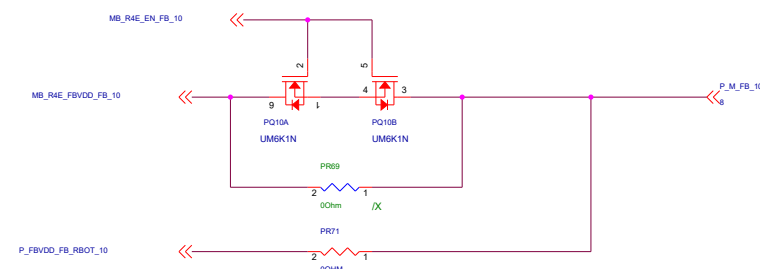 MB_R4E_EN_FB_10
2
5
MB_R4E_FBVDD_FB_10
6
1
4
3
P_M_FB_10
8
PQ10A
PQ10B
UM6K1N
UM6K1N
PR69
2
1
0Ohm
/X
PR71
P_FBVDD_FB_RBOT_10
2
1
0OHM